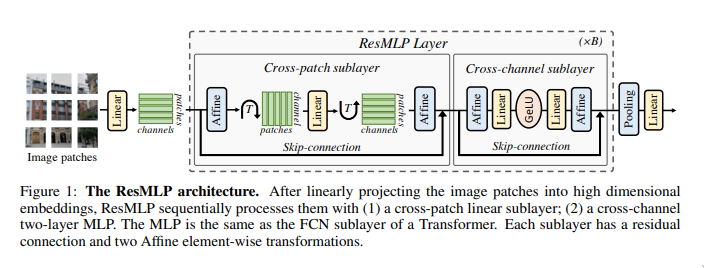 ResMLP Layer
(×B)
Cross-patch sublayer
Cross-channel sublayer
Linear
patches
channels
Affine
T
channel
patches
Linear
T
patches
channels
Affine
Affine
Linear
GeLU
Linear
Affine
Pooling
Linear
Skip-connection
Skip-connection
Image patches
Figure 1: The ResMLP architecture. After linearly projecting the image patches into high dimensional
embeddings, ResMLP sequentially processes them with (1) a cross-patch linear sublayer; (2) a cross-channel
two-layer MLP. The MLP is the same as the FCN sublayer of a Transformer. Each sublayer has a residual
connection and two Affine element-wise transformations.